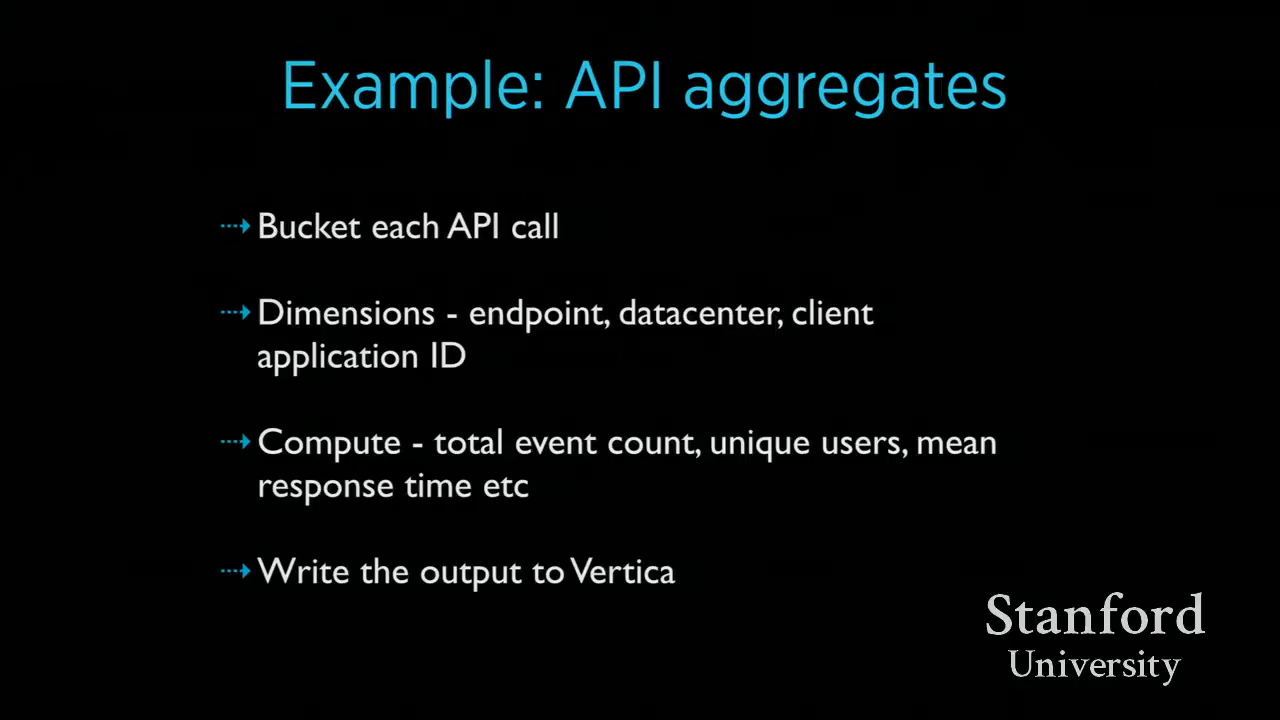 Example: API aggregates
Bucket each API call
Dimensions - endpoint, datacenter, client
application ID
Compute - total event count, unique users, mean
response time etc
Write the output to Vertica
Stanford
University